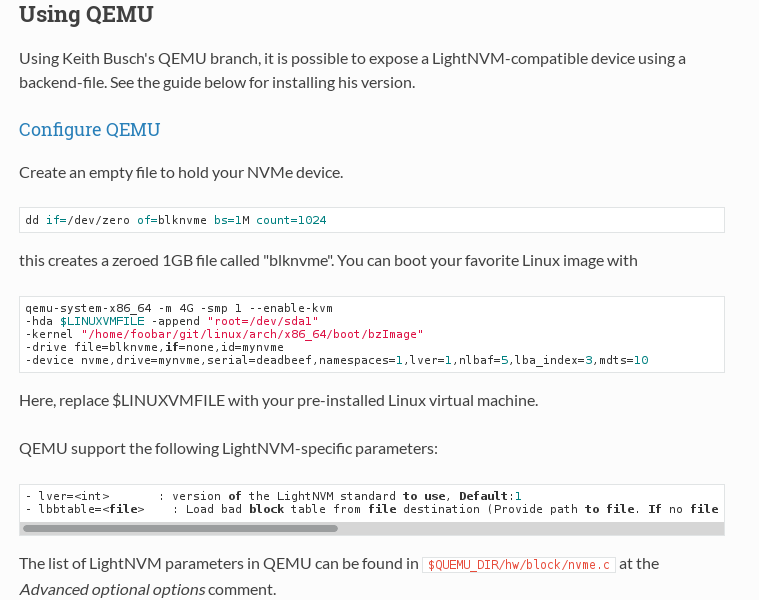 Using QEMU
Using Keith Busch's QEMU branch, it is possible to expose a LightNVM-compatible device using a
backend-file. See the guide below for installing his version.
Configure QEMU
Create an empty file to hold your NVMe device.
dd if=/dev/zero of=blknvme bs=1M count=1024
this creates a zeroed 1GB file called "blknvme". You can boot your favorite Linux image with
qemu-system-x86_64 -m 4G -smp 1 --enable-kvm
-hda $LINUXVMFILE -append "root=/dev/sda1"
-kernel "/home/foobar/git/linux/arch/x86_64/boot/bzImage"
-drive file=blknvme,if=none,id=mynvme
-device nvme,drive=mynvme,serial=deadbeef,namespaces=1,lver=1,nlbaf=5,lba_index=3,mdts=10
Here, replace $LINUXVMFILE with your pre-installed Linux virtual machine.
QEMU support the following LightNVM-specific parameters:
- lver=<int>       : version of the LightNVM standard to use, Default:1
- lbbtable=<file>    : Load bad block table from file destination (Provide path to file. If no file
The list of LightNVM parameters in QEMU can be found in $QUEMU_DIR/hw/block/nvme.c at the
Advanced optional options comment.